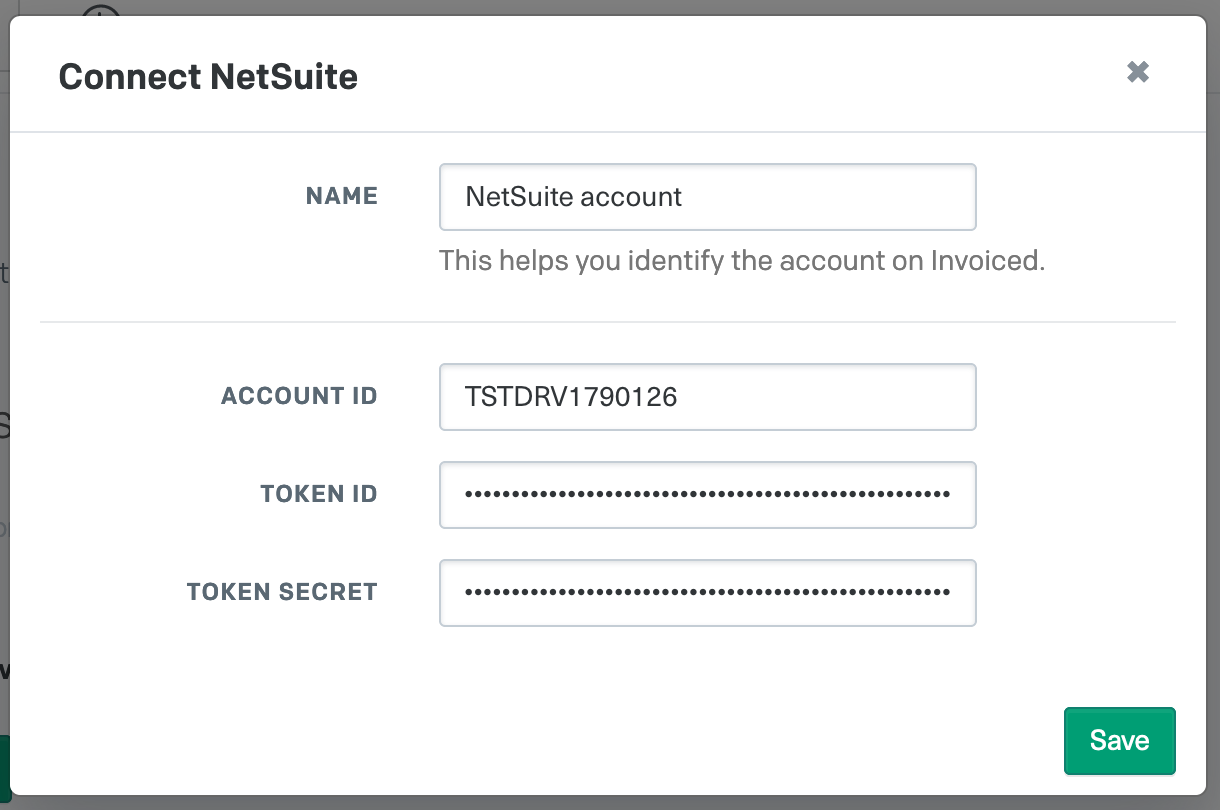 Connect NetSuite
NAME
NetSuite account
This helps you identify the account on Invoiced.
ACCOUNT ID
TSTDRV1790126
TOKEN ID
TOKEN SECRET
Save